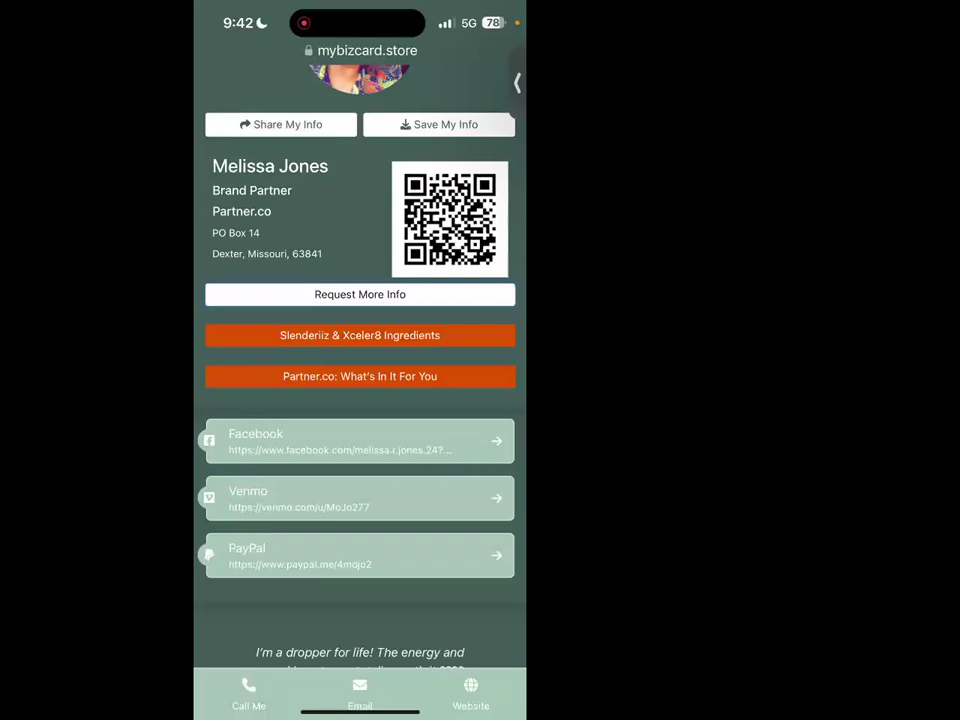 9:42
5G
78
mybizcard.store
Share My Info
Save My Info
Melissa Jones
Brand Partner
Partner.co
PO Box 14
Dexter, Missouri, 63841
Request More Info
Slenderiiz & Xceler8 Ingredients
Partner.co: What's In It For You
Facebook
https://www.facebook.com/melissa.r.jones.24?...
Venmo
https://venmo.com/u/MoJo277
PayPal
https://www.paypal.me/4mojo2
I'm a dropper for life! The energy and
Call Me
Email
Website